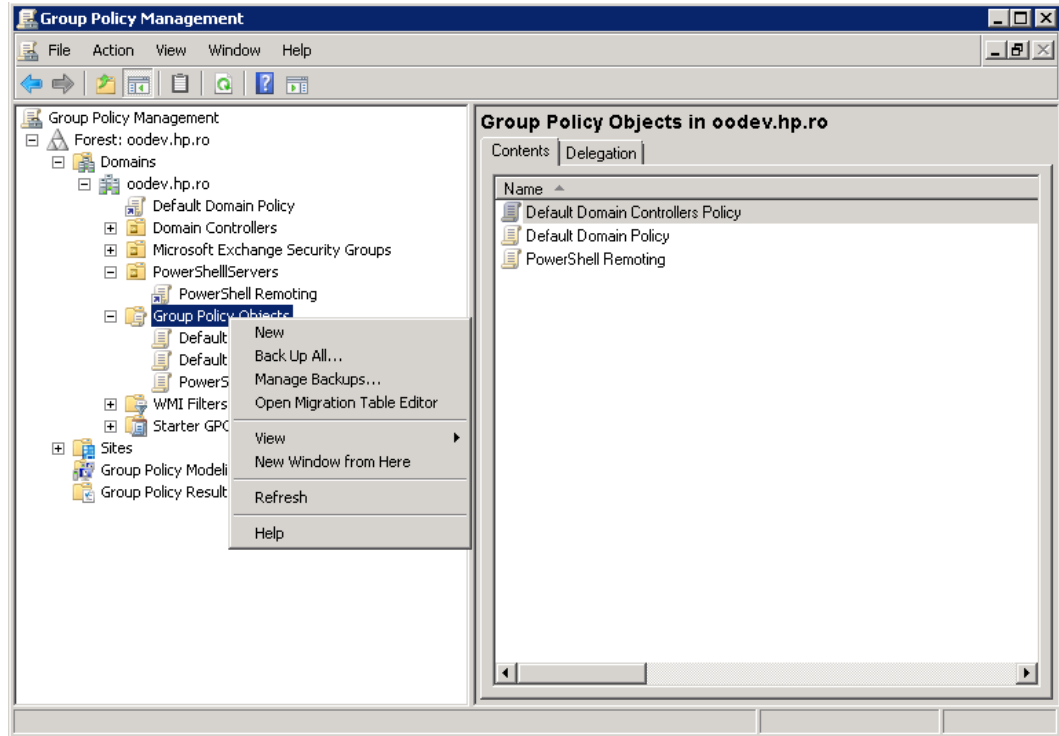 Group Policy Management
File Action View Window Help
Group Policy Management
Forest: oodev.hp.ro
Domains
oodev.hp.ro
Default Domain Policy
Domain Controllers
Microsoft Exchange Security Groups
PowerShellServers
PowerShell Remoting
Group Policy Objects
Default
Default
PowerS
WMI Filters
Starter GPO
Sites
Group Policy Modeli
Group Policy Result
New
Back Up All...
Manage Backups...
Open Migration Table Editor
View
New Window from Here
Refresh
Help
Group Policy Objects in oodev.hp.ro
Contents Delegation
Name
Default Domain Controllers Policy
Default Domain Policy
PowerShell Remoting